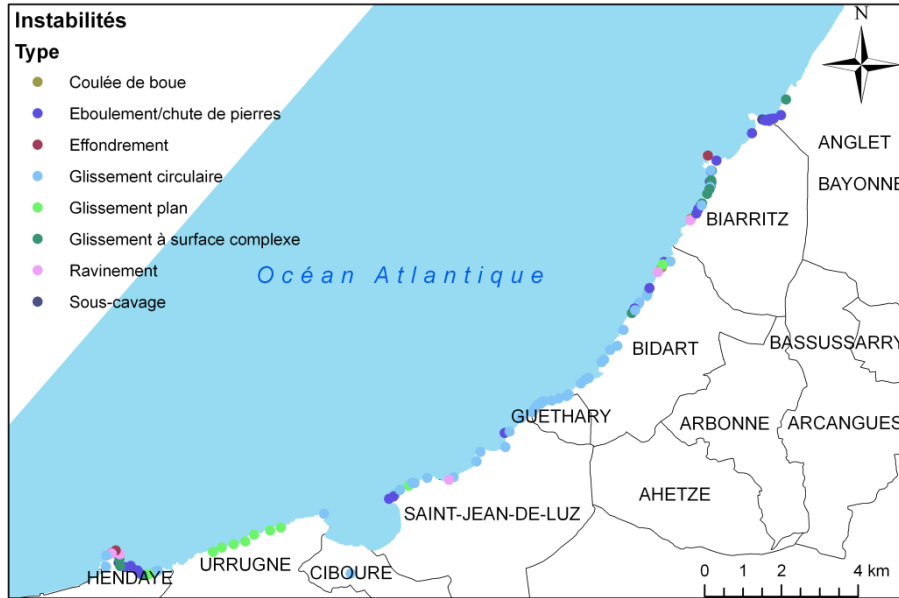 Instabilités
Type
Coulée de boue
Eboulement/chute de pierres
Effondrement
Glissement circulaire
Glissement plan
Glissement à surface complexe
Ravinement
Sous-cavage
N
ANGLET
BAYONNE
BIARRITZ
Océan Atlantique
BIDART
BASSUSSARRY
GUETHARY
ARBONNE
ARCANGUES
AHETZE
SAINT-JEAN-DE-LUZ
URRUGNE
HENDAYE
CIBOURE
0 1 2 4 km